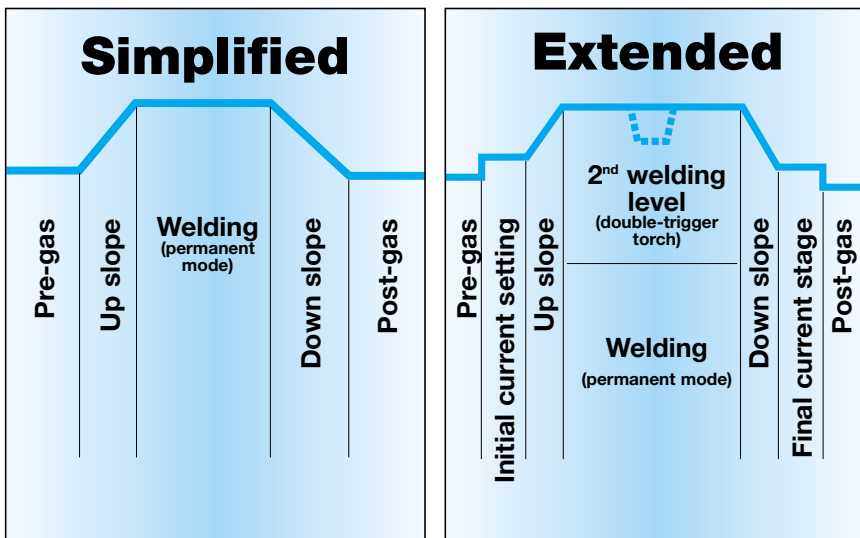 Simplified
Pre-gas
Up slope
Welding
(permanent
mode)
Down slope
Post-gas
Extended
Pre-gas
Initial current setting
Up slope
2nd welding
level
(double-trigger
torch)
Welding
(permanent mode)
Down slope
Final current stage
Post-gas